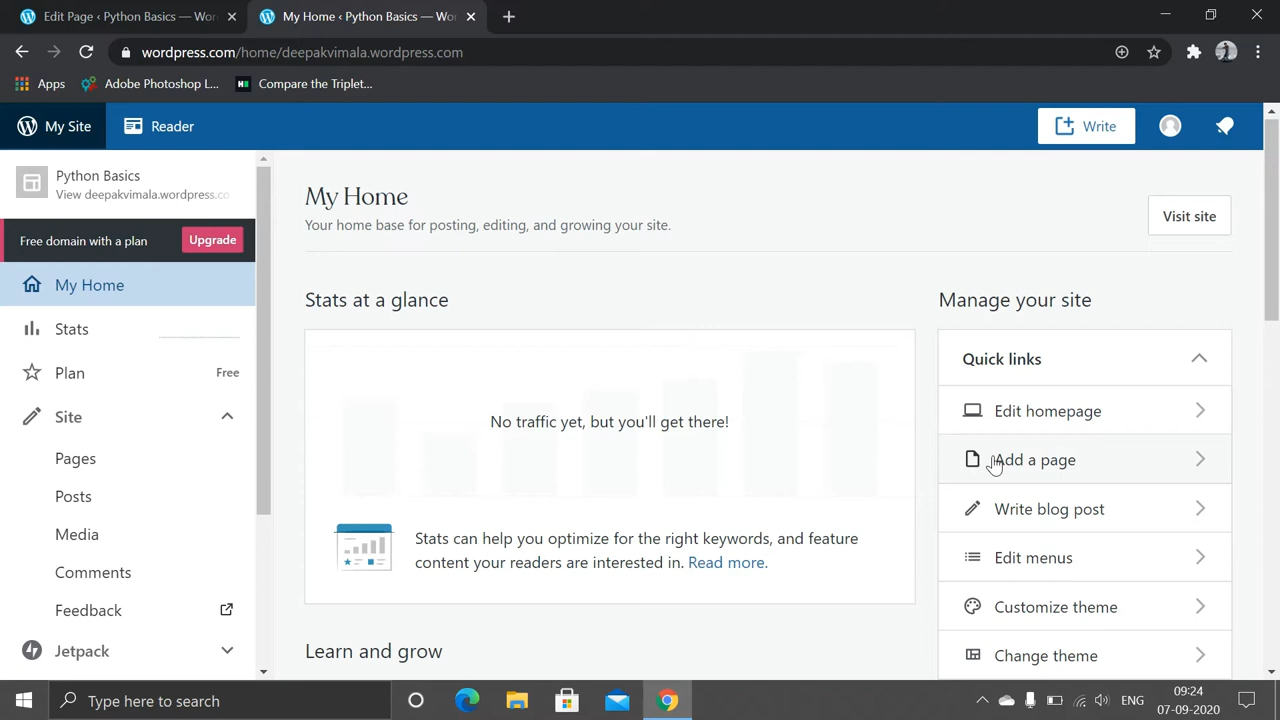 Edit Page ‹ Python Basics — Wor
My Home ‹ Python Basics — Wo
wordpress.com/home/deepakvimala.wordpress.com
Apps
Adobe Photoshop L...
Compare the Triplet...
My Site
Reader
Write
Python Basics
View deepakvimala.wordpress.co
Free domain with a plan
Upgrade
My Home
Stats
Plan
Free
Site
Pages
Posts
Media
Comments
Feedback
Jetpack
My Home
Your home base for posting, editing, and growing your site.
Visit site
Stats at a glance
No traffic yet, but you'll get there!
Stats can help you optimize for the right keywords, and feature
content your readers are interested in. Read more.
Learn and grow
Manage your site
Quick links
Edit homepage
Add a page
Write blog post
Edit menus
Customize theme
Change theme
Type here to search
ENG
09:24
07-09-2020